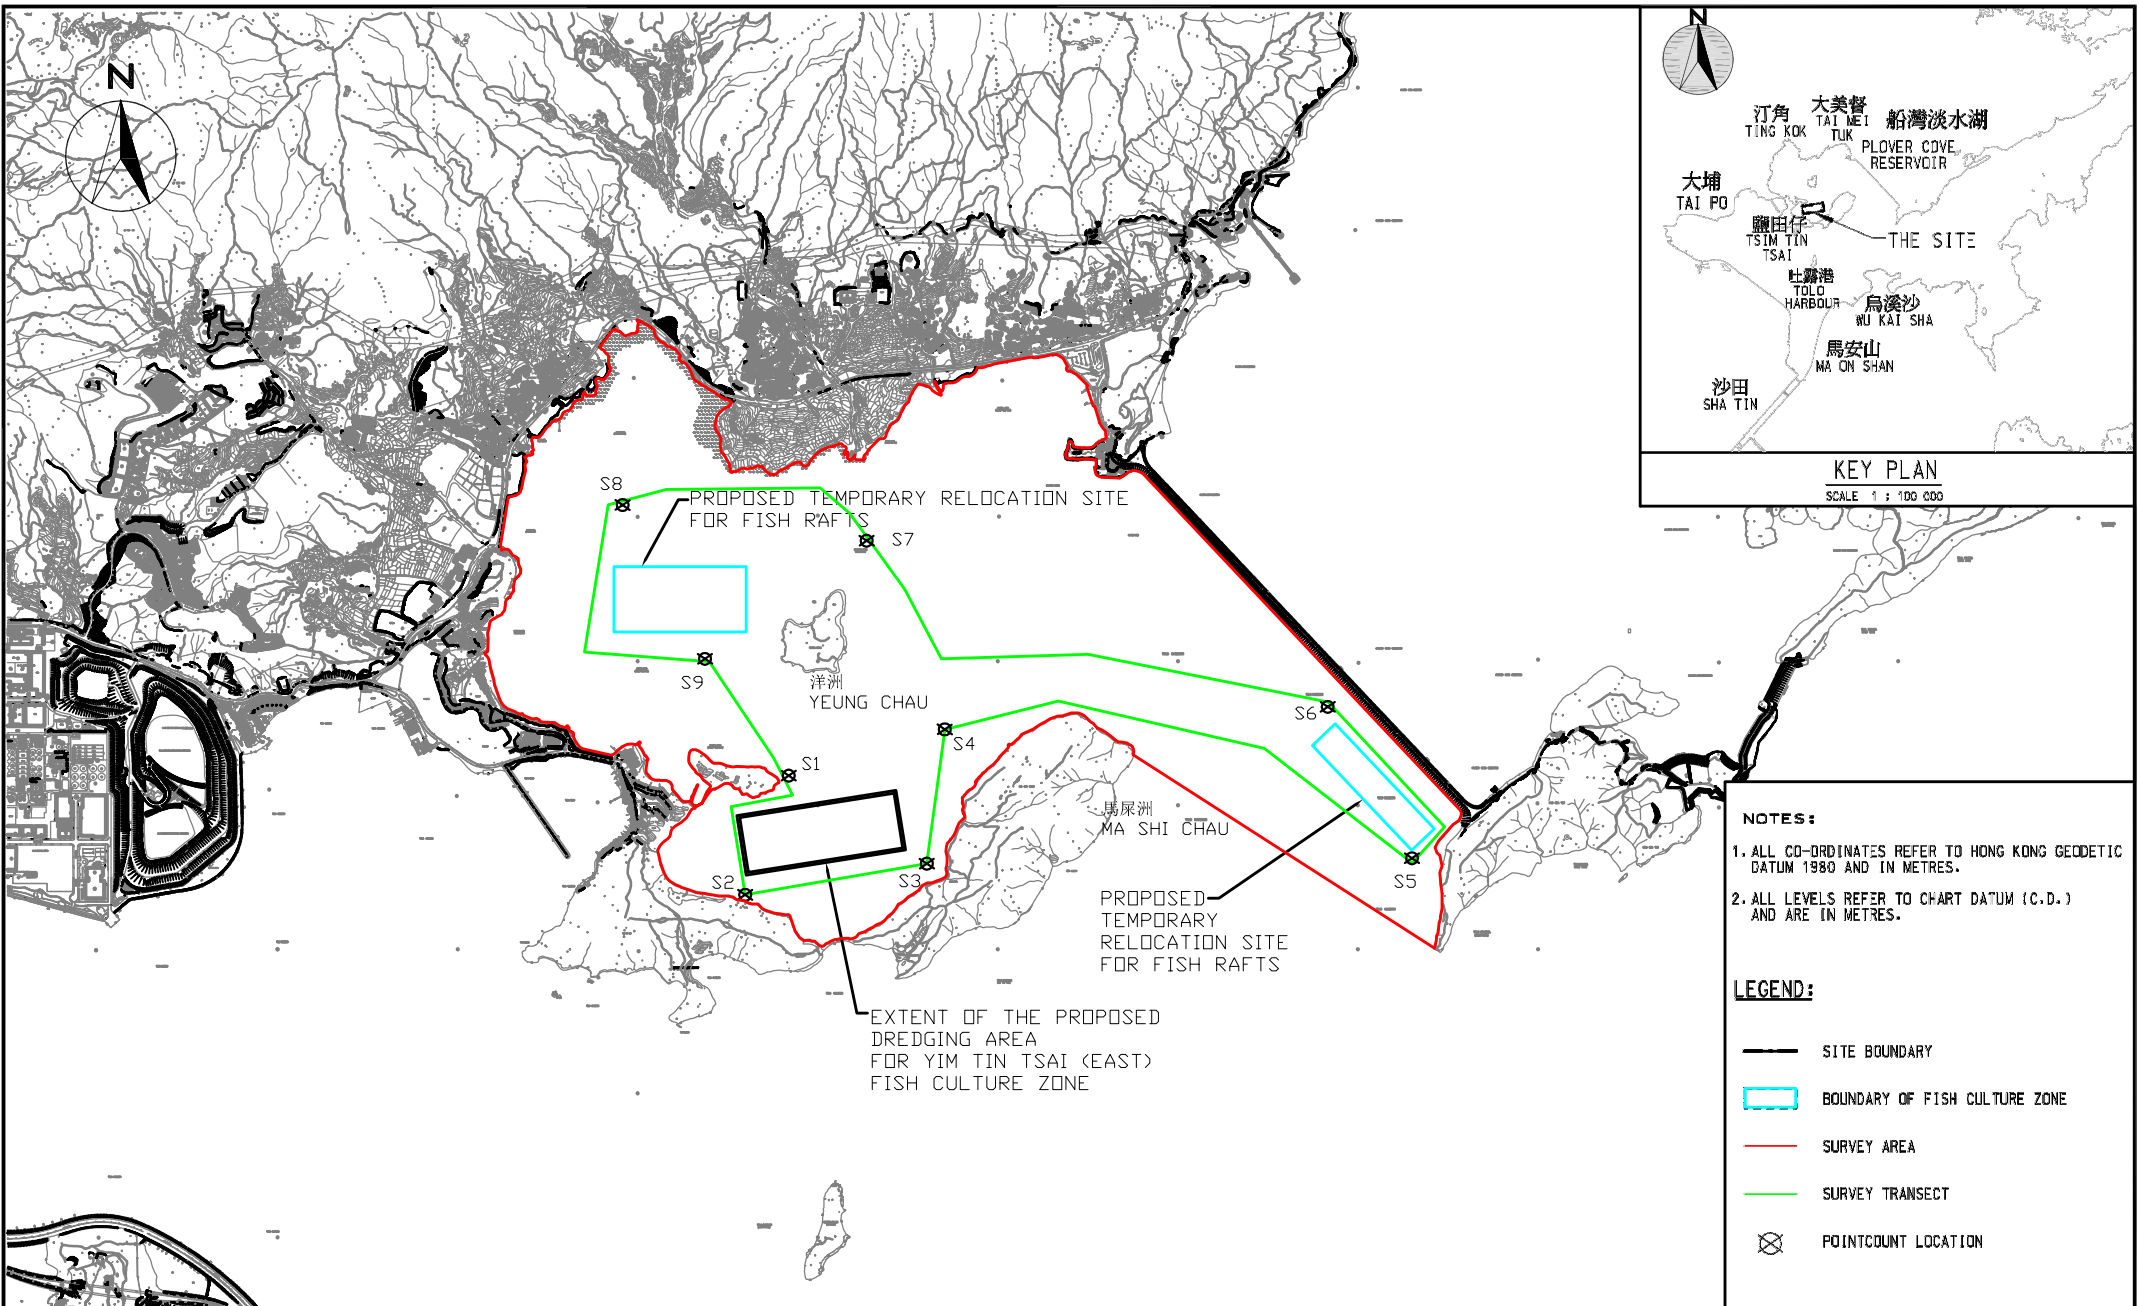 N
S8
PROPOSED TEMPORARY RELOCATION SITE
FOR FISH RAFTS
S7
S9
洋洲
YEUNG CHAU
S6
S4
S1
馬屎洲
MA SHI CHAU
S2
S3
S5
PROPOSED
TEMPORARY
RELOCATION SITE
FOR FISH RAFTS
EXTENT OF THE PROPOSED
DREDGING AREA
FOR YIM TIN TSAI (EAST)
FISH CULTURE ZONE
N
汀角
TING KOK
大美督
TAI MEI
TUK
船灣淡水湖
PLOVER COVE
RESERVOIR
大埔
TAI PO
鹽田仔
TSIM TIN
TSAI
THE SITE
吐露港
TOLO
HARBOUR
烏溪沙
WU KAI SHA
馬安山
MA ON SHAN
沙田
SHA TIN
KEY PLAN
SCALE 1 : 100 000
NOTES:
1. ALL CO-ORDINATES REFER TO HONG KONG GEODETIC
DATUM 1980 AND IN METRES.
2. ALL LEVELS REFER TO CHART DATUM (C.D.)
AND ARE IN METRES.
LEGEND:
SITE BOUNDARY
BOUNDARY OF FISH CULTURE ZONE
SURVEY AREA
SURVEY TRANSECT
POINTCOUNT LOCATION